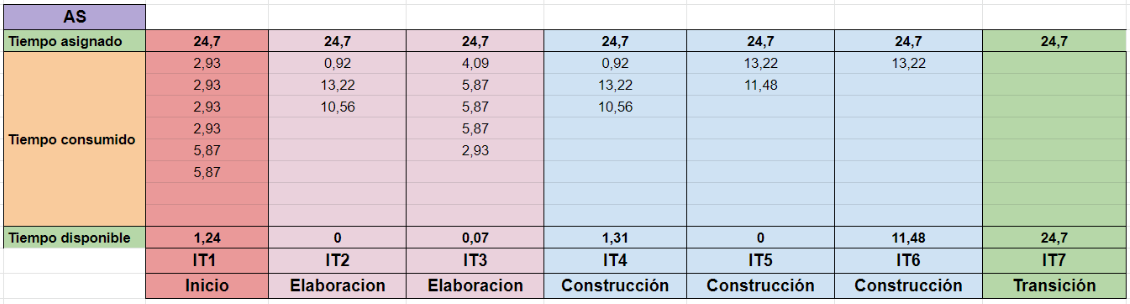 AS
Tiempo asignado 24,7 24,7 24,7 24,7 24,7 24,7 24,7
2,93 0,92 4,09 0,92 13,22 13,22
2,93 13,22 5,87 13,22 11,48
2,93 10,56 5,87 10,56
2,93 5,87
Tiempo consumido
5,87 2,93
5,87
Tiempo disponible 1,24 0 0,07 1,31 0 11,48 24,7
IT1 IT2 IT3 IT4 IT5 IT6 IT7
Inicio Elaboracion Elaboracion Construcción Construcción Construcción Transición